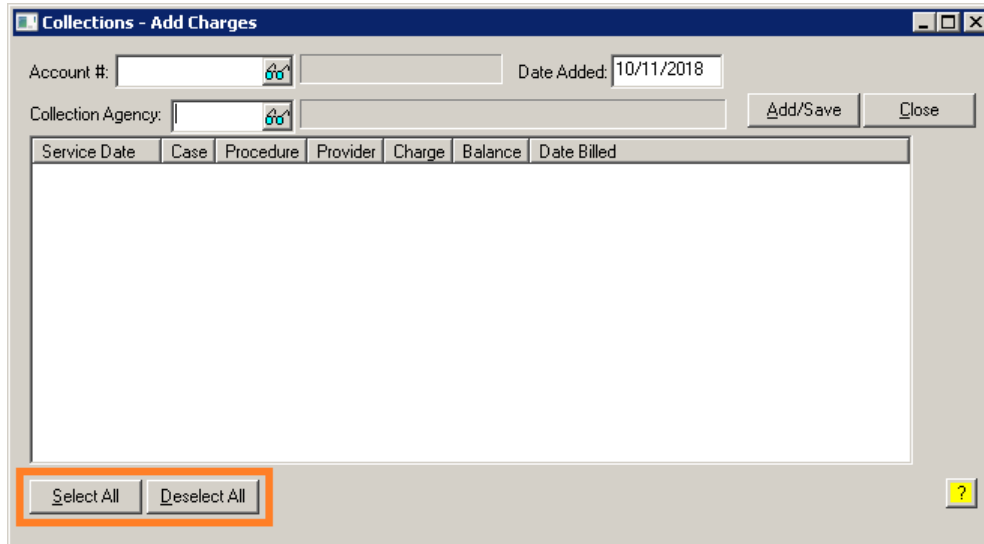 Collections - Add Charges
Account #: Date Added: 10/11/2018
Collection Agency: Add/Save Close
Service Date Case Procedure Provider Charge Balance Date Billed
Select All Deselect All ?